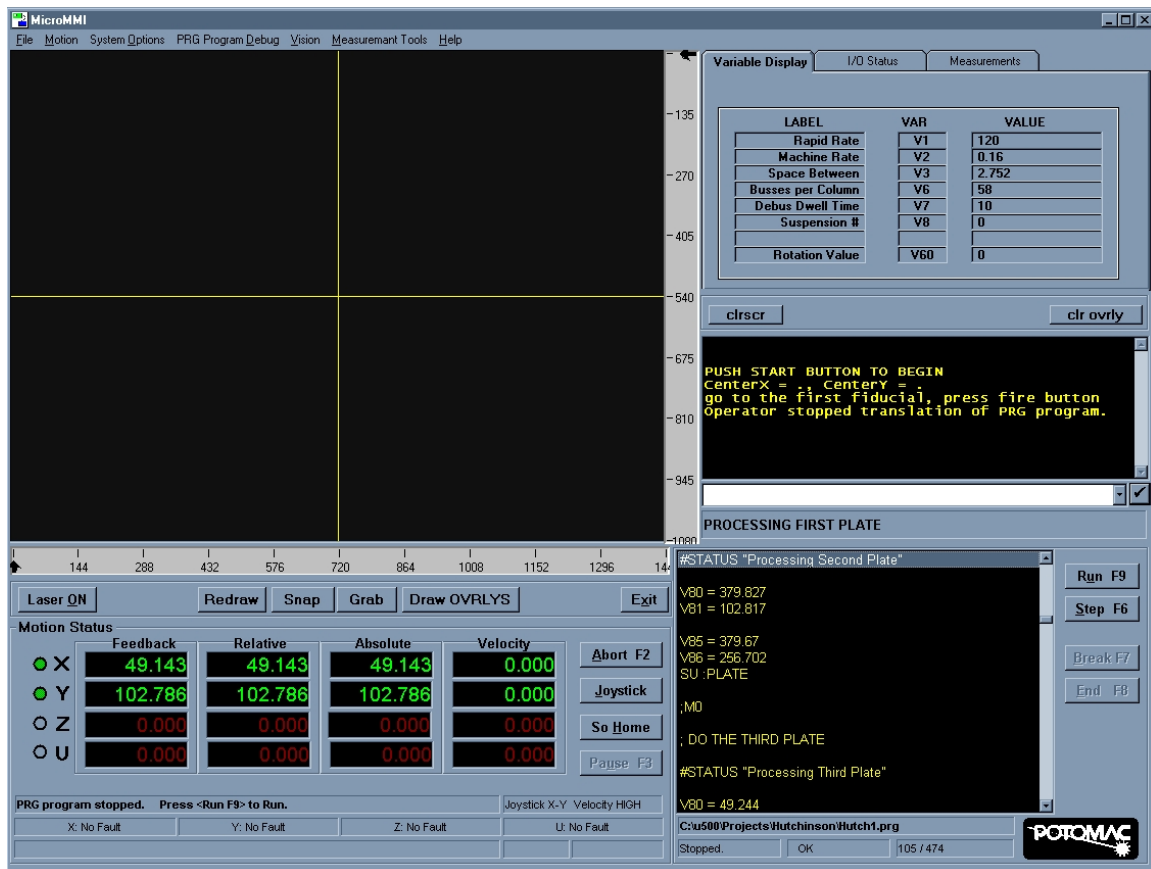 MicroMMI
File Motion System Options PRG Program Debug Vision Measuremant Tools Help
-135
-270
-405
-540
-675
-810
-945
-1080
144 288 432 576 720 864 1008 1152 1296 144
Variable Display I/O Status Measurements
LABEL VAR VALUE
Rapid Rate V1 120
Machine Rate V2 0.16
Space Between V3 2.752
Busses per Column V6 58
Debus Dwell Time V7 10
Suspension # V8 0
Rotation Value V60 0
clrscr clr ovrly
PUSH START BUTTON TO BEGIN
CenterX = ., CenterY = .
go to the first fiducial, press fire button
Operator stopped translation of PRG program.
PROCESSING FIRST PLATE
Laser ON Redraw Snap Grab Draw OVRLYS Exit
Motion Status
Feedback Relative Absolute Velocity
X 49.143 49.143 49.143 0.000
Y 102.786 102.786 102.786 0.000
Z 0.000 0.000 0.000 0.000
U 0.000 0.000 0.000 0.000
Abort F2
Joystick
So Home
Pause F3
PRG program stopped. Press <Run F9> to Run. Joystick X-Y Velocity HIGH
X: No Fault Y: No Fault Z: No Fault U: No Fault
#STATUS "Processing Second Plate"
V80 = 379.827
V81 = 102.817
V85 = 379.67
V86 = 256.702
SU :PLATE
;M0
; DO THE THIRD PLATE
#STATUS "Processing Third Plate"
V80 = 49.244
Run F9
Step F6
Break F7
End F8
C:\u500\Projects\Hutchinson\Hutch1.prg
Stopped. OK 105 / 474
POTOMAC